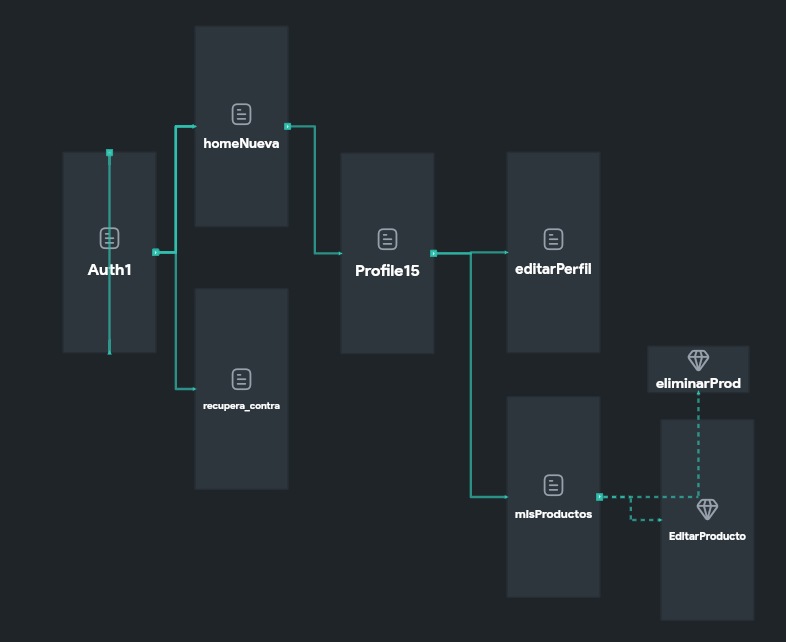 homeNueva
Auth1
Profile15
editarPerfil
recupera_contra
eliminarProd
misProductos
EditarProducto